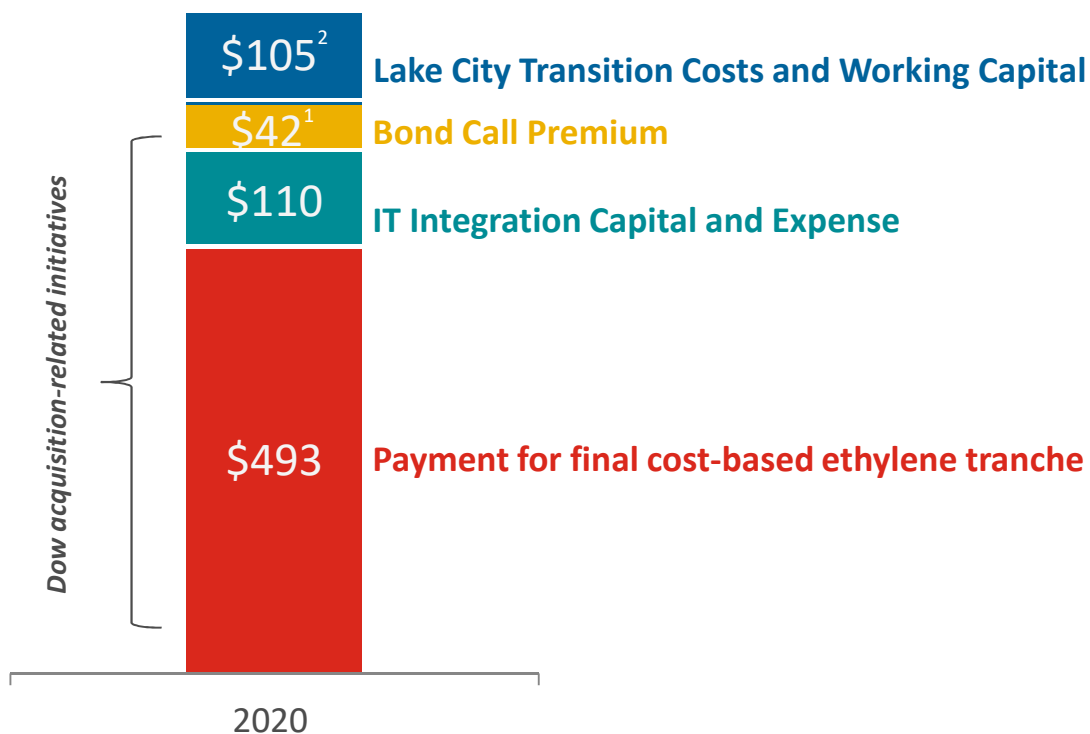 $105²
Lake City Transition Costs and Working Capital
$42¹
Bond Call Premium
$110
IT Integration Capital and Expense
Dow acquisition-related initiatives
$493
Payment for final cost-based ethylene tranche
2020